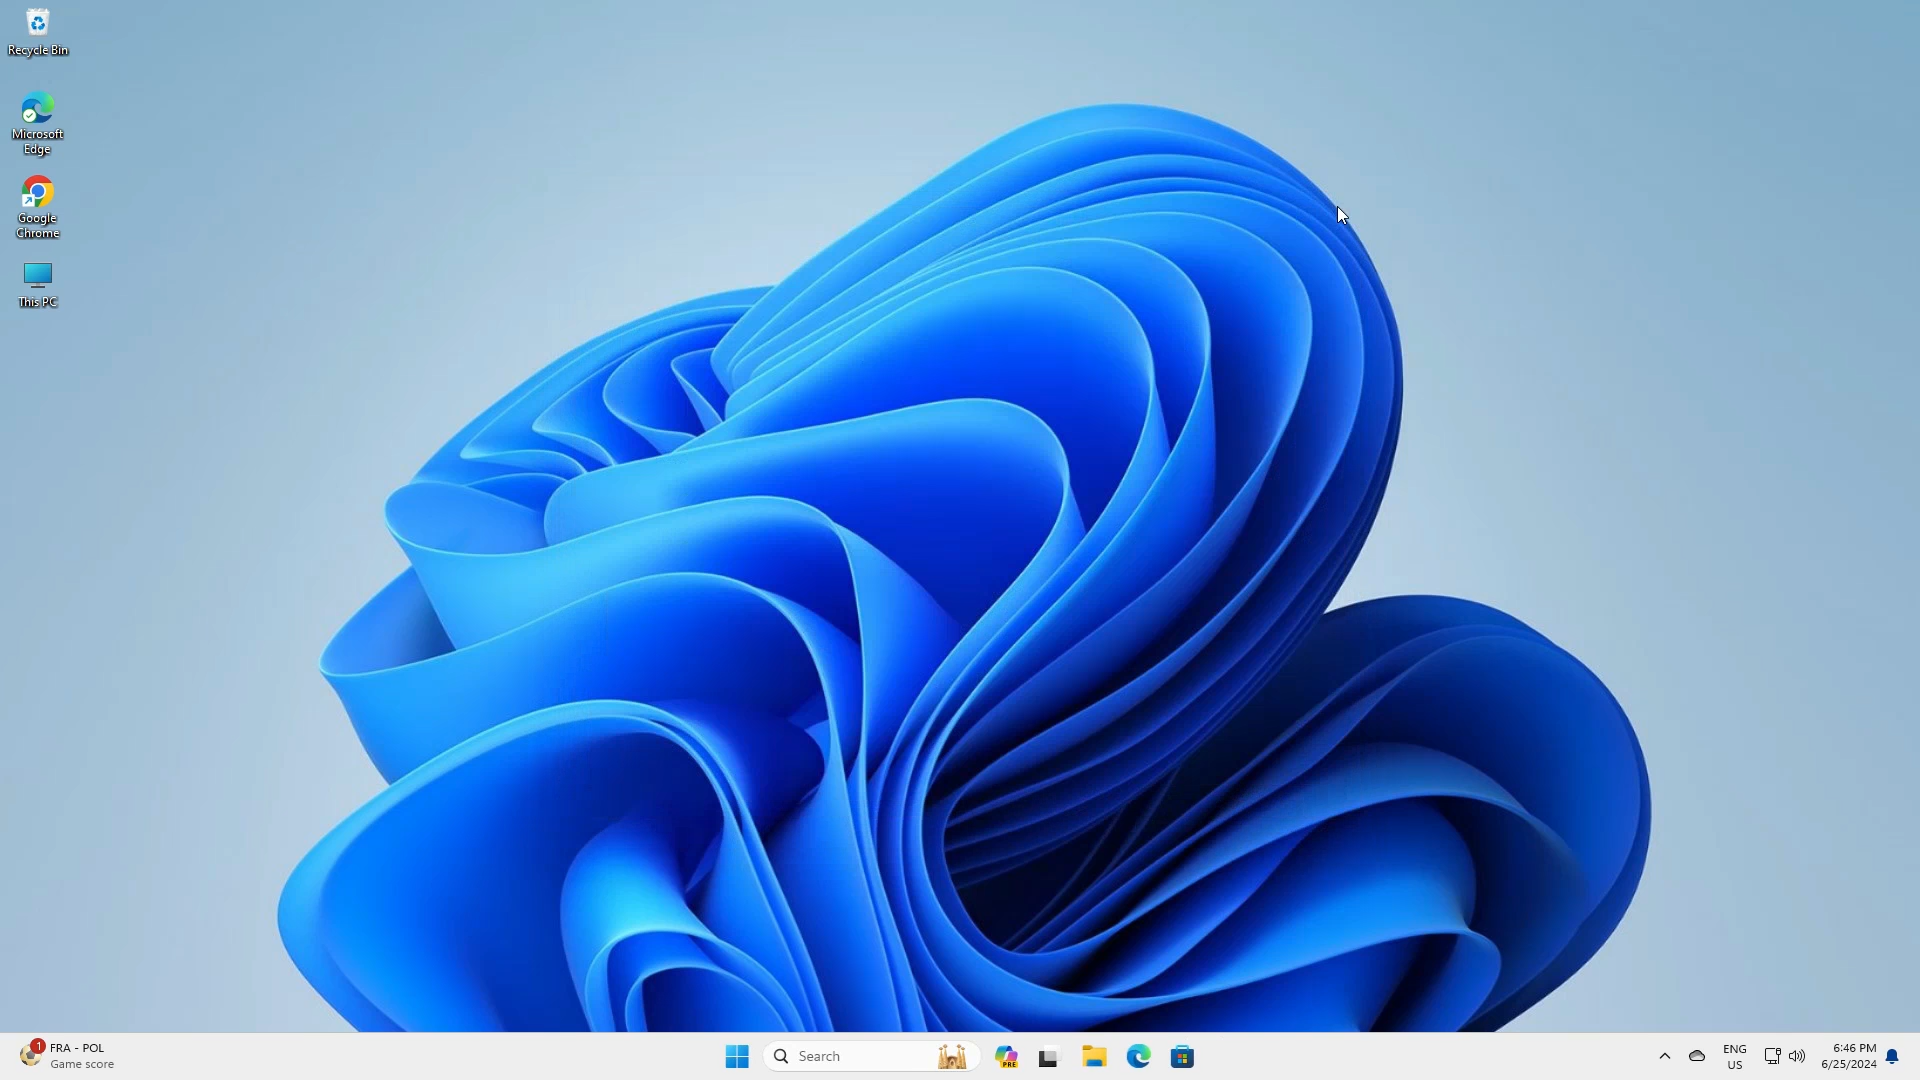 Recycle Bin
Microsoft
Edge
Google
Chrome
This PC
1
FRA - POL
Game score
Search
PRE
ENG
US
6:46 PM
6/25/2024